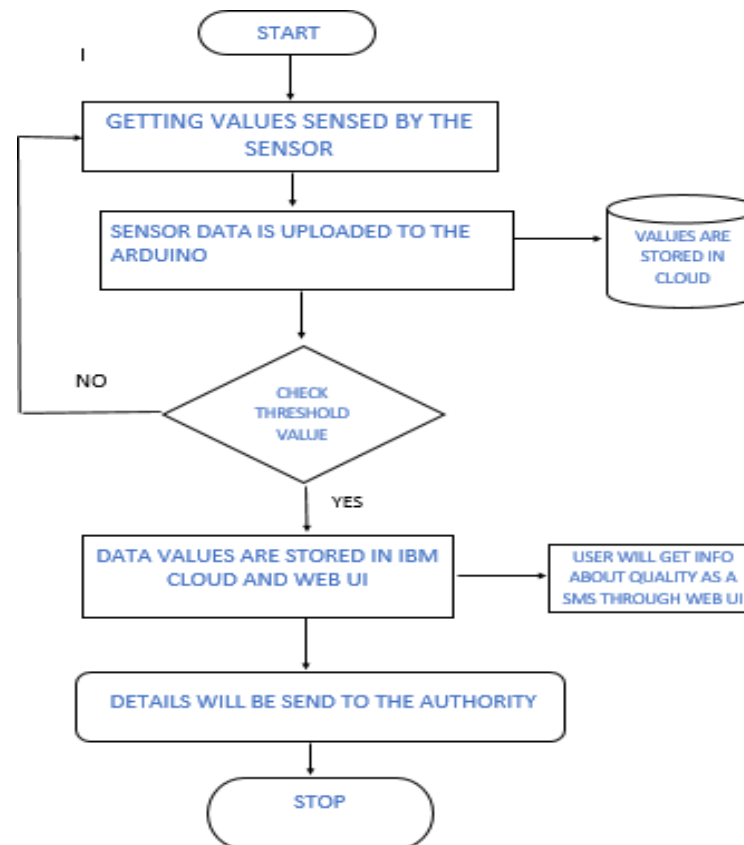 START
I
GETTING VALUES SENSED BY THE
SENSOR
SENSOR DATA IS UPLOADED TO THE
ARDUINO
VALUES ARE
STORED IN
CLOUD
NO
CHECK
THRESHOLD
VALUE
YES
DATA VALUES ARE STORED IN IBM
CLOUD AND WEB UI
USER WILL GET INFO
ABOUT QUALITY AS A
SMS THROUGH WEB UI
DETAILS WILL BE SEND TO THE AUTHORITY
STOP